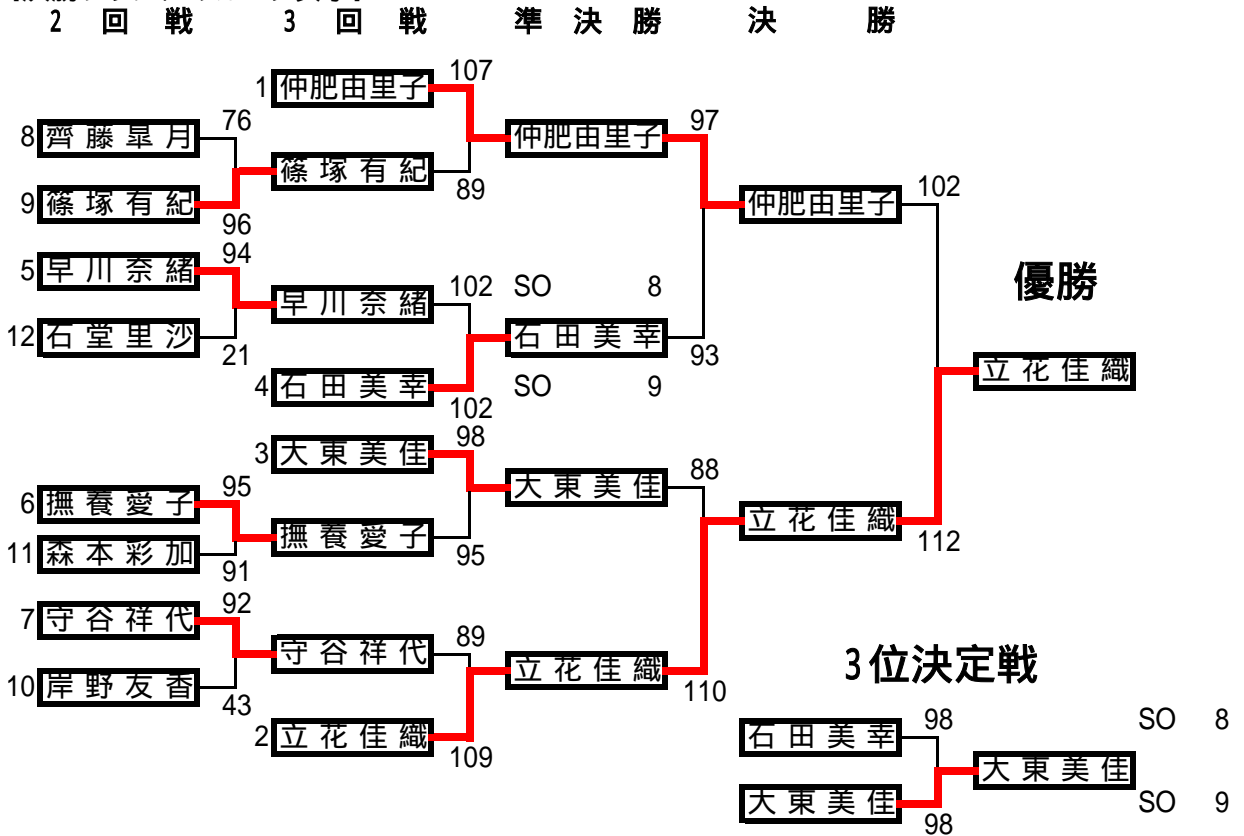 2 回 戦 3 回 戦 準 決 勝 決 勝
1 仲肥由里子 107
8 齊藤皐月 76
仲肥由里子 97
篠塚有紀 89
9 篠塚有紀 96
仲肥由里子 102
5 早川奈緒 94
優勝
早川奈緒 102 SO 8
12 石堂里沙 21
石田美幸 93
立花佳織
4 石田美幸 102 SO 9
3 大東美佳 98
大東美佳 88
6 撫養愛子 95
立花佳織 112
撫養愛子 95
11 森本彩加 91
7 守谷祥代 92
守谷祥代 89
3位決定戦
立花佳織 110
10 岸野友香 43
2 立花佳織 109
石田美幸 98 SO 8
大東美佳
大東美佳 98 SO 9